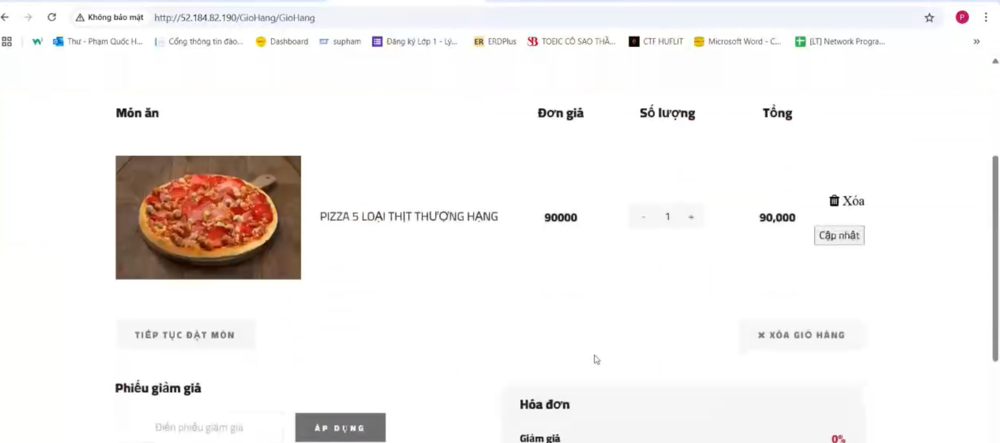 Không bảo mật http://52.184.82.190/GioHang/GioHang P
Thư - Phạm Quốc H... Cổng thông tin đào... Dashboard supham Đăng ký Lớp 1 - Lý... ER ERDPlus SB TOEIC CÔ SAO THẦ... CTF HUFLIT Microsoft Word - C... [LT] Network Progra... »
Món ăn Đơn giá Số lượng Tổng
Xóa
PIZZA 5 LOẠI THỊT THƯỢNG HẠNG 90000 - 1 + 90,000
Cập nhật
TIẾP TỤC ĐẶT MÓN ✖ XÓA GIỎ HÀNG
Phiếu giảm giá
Hóa đơn
Điền phiếu giảm giá ÁP DỤNG
Giảm giá 0%